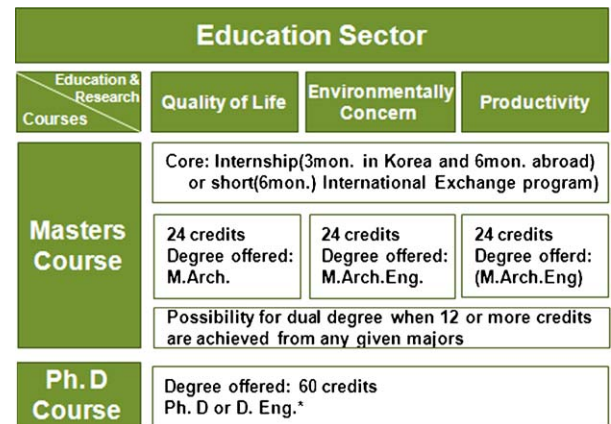 Education Sector
Education &
Research
Courses
Quality of Life
Environmentally
Concern
Productivity
Masters
Course
Core: Internship(3mon. in Korea and 6mon. abroad)
or short(6mon.) International Exchange program)
24 credits
Degree offered:
M.Arch.
24 credits
Degree offered:
M.Arch.Eng.
24 credits
Degree offerd:
(M.Arch.Eng)
Possibility for dual degree when 12 or more credits
are achieved from any given majors
Ph. D
Course
Degree offered: 60 credits
Ph. D or D. Eng.*